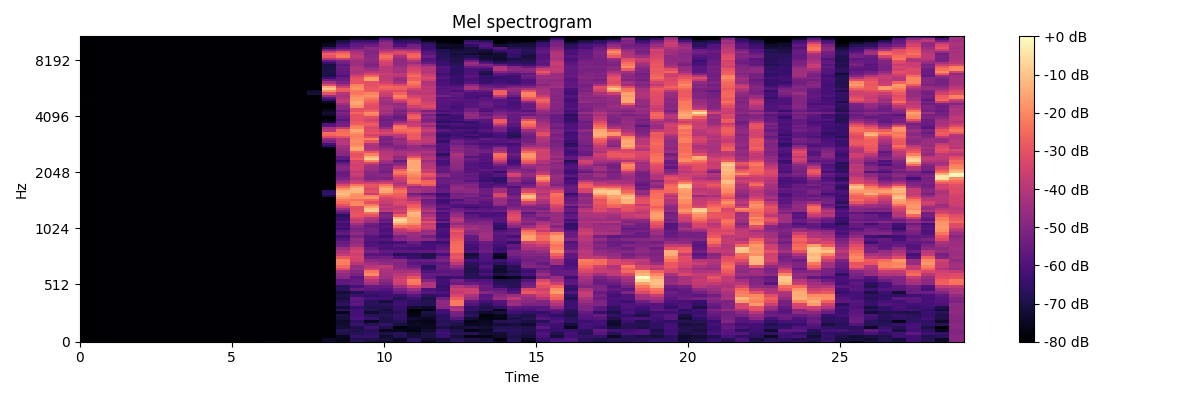 Mel spectrogram
8192
4096
2048
1024
512
0
Hz
0 5 10 15 20 25
Time
+0 dB
-10 dB
-20 dB
-30 dB
-40 dB
-50 dB
-60 dB
-70 dB
-80 dB